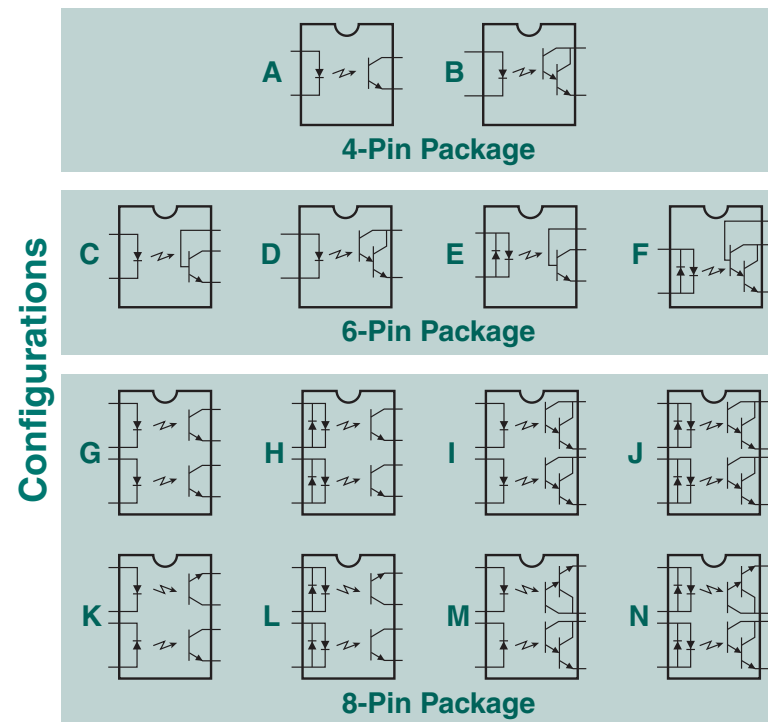 Configurations
A
B
4-Pin Package
C
D
E
F
6-Pin Package
G
H
I
J
K
L
M
N
8-Pin Package